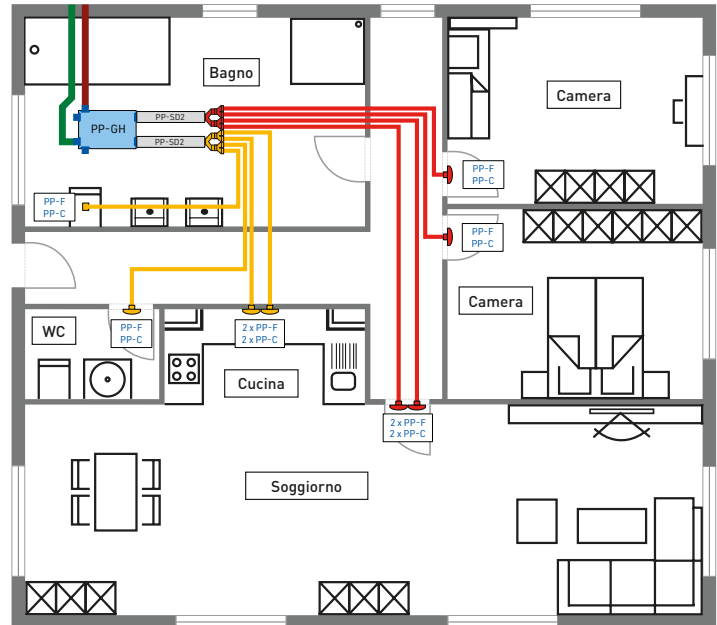 Bagno
Camera
PP-SD2
PP-GH
PP-SD2
PP-F
PP-C
PP-F
PP-C
PP-F
PP-C
Camera
WC
PP-F
PP-C
2 x PP-F
2 x PP-C
Cucina
2 x PP-F
2 x PP-C
Soggiorno